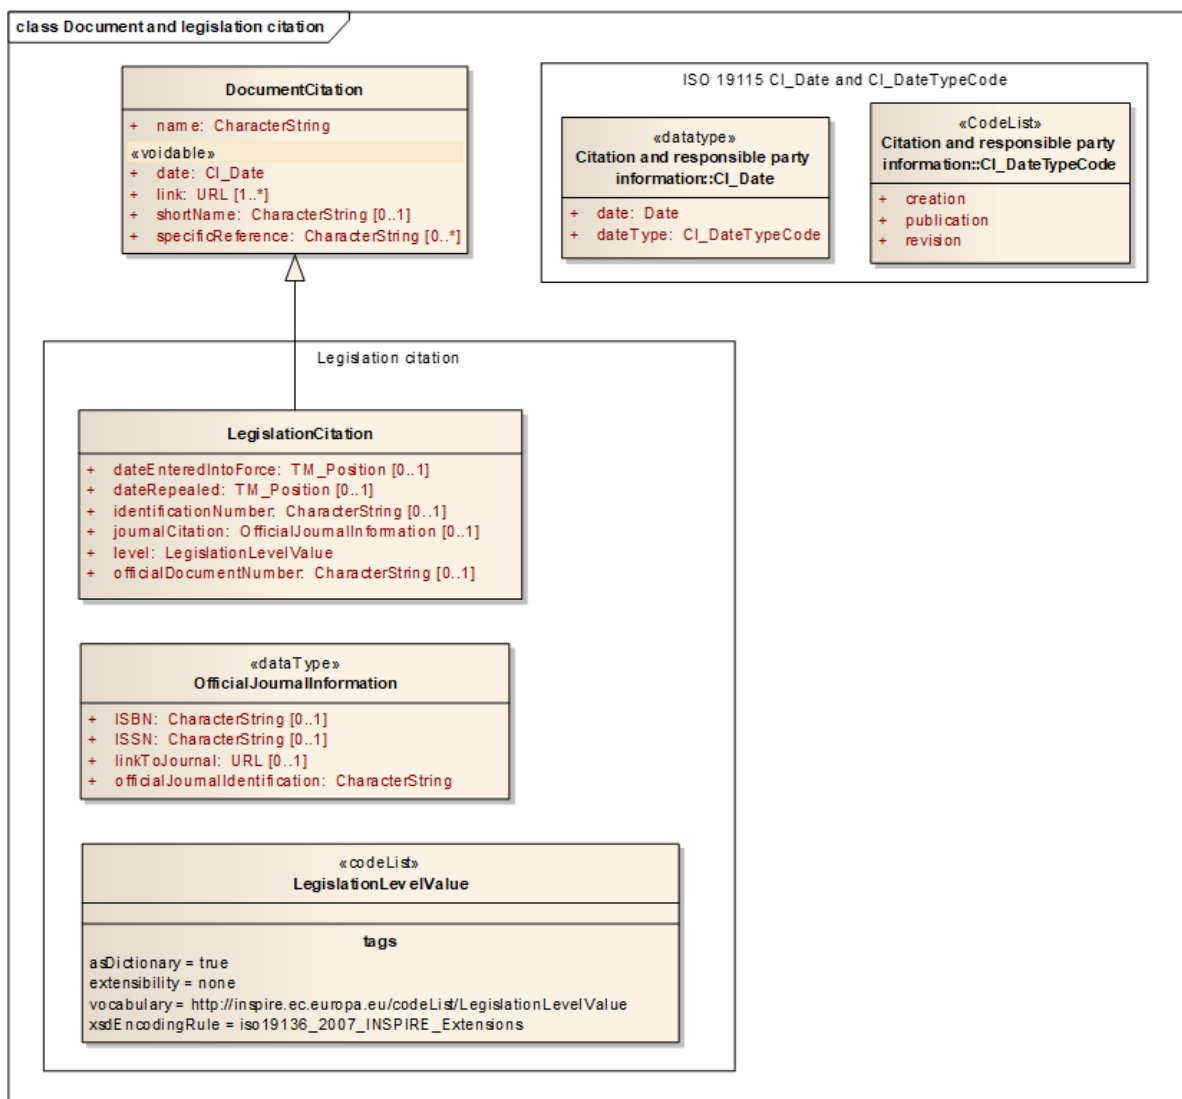 class Document and legislation citation
DocumentCitation
+ name: CharacterString
«voidable»
+ date: CI_Date
+ link: URL [1..*]
+ shortName: CharacterString [0..1]
+ specificReference: CharacterString [0..*]
ISO 19115 CI_Date and CI_DateTypeCode
«datatype»
Citation and responsible party
information::CI_Date
+ date: Date
+ dateType: CI_DateTypeCode
«CodeList»
Citation and responsible party
information::CI_DateTypeCode
+ creation
+ publication
+ revision
Legislation citation
LegislationCitation
+ dateEnteredIntoForce: TM_Position [0..1]
+ dateRepealed: TM_Position [0..1]
+ identificationNumber: CharacterString [0..1]
+ journalCitation: OfficialJournalInformation [0..1]
+ level: LegislationLevelValue
+ officialDocumentNumber: CharacterString [0..1]
«dataType»
OfficialJournalInformation
+ ISBN: CharacterString [0..1]
+ ISSN: CharacterString [0..1]
+ linkToJournal: URL [0..1]
+ officialJournalIdentification: CharacterString
«codeList»
LegislationLevelValue
tags
asDictionary = true
extensibility = none
vocabulary = http://inspire.ec.europa.eu/codeList/LegislationLevelValue
xsdEncodingRule = iso19136_2007_INSPIRE_Extensions